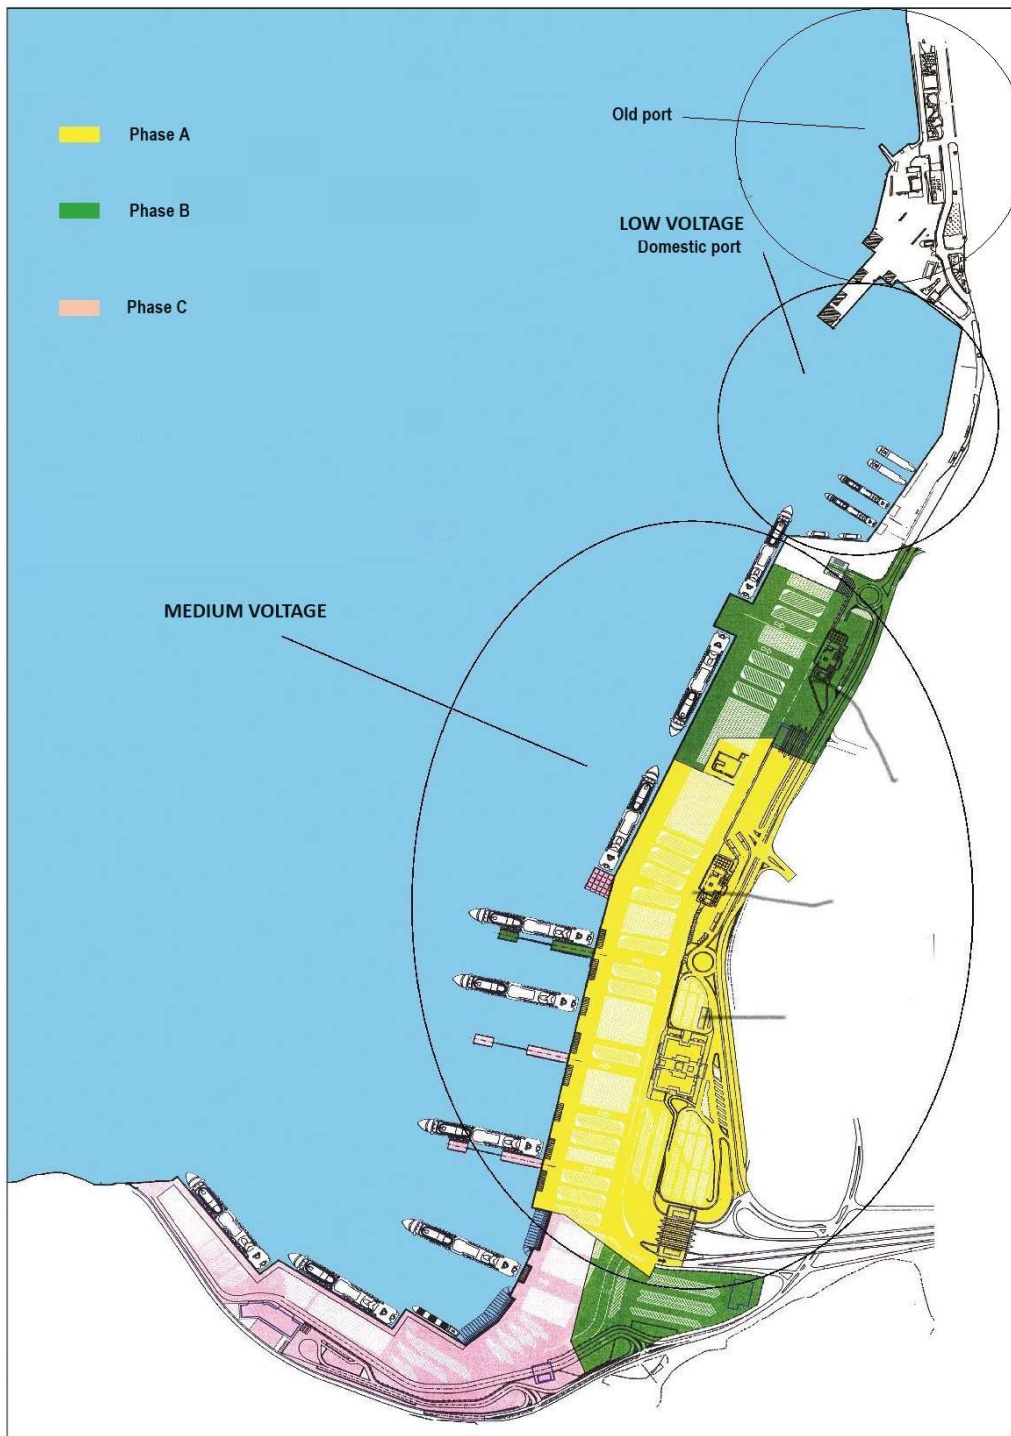 Old port
Phase A
Phase B
LOW VOLTAGE
Domestic port
Phase C
MEDIUM VOLTAGE